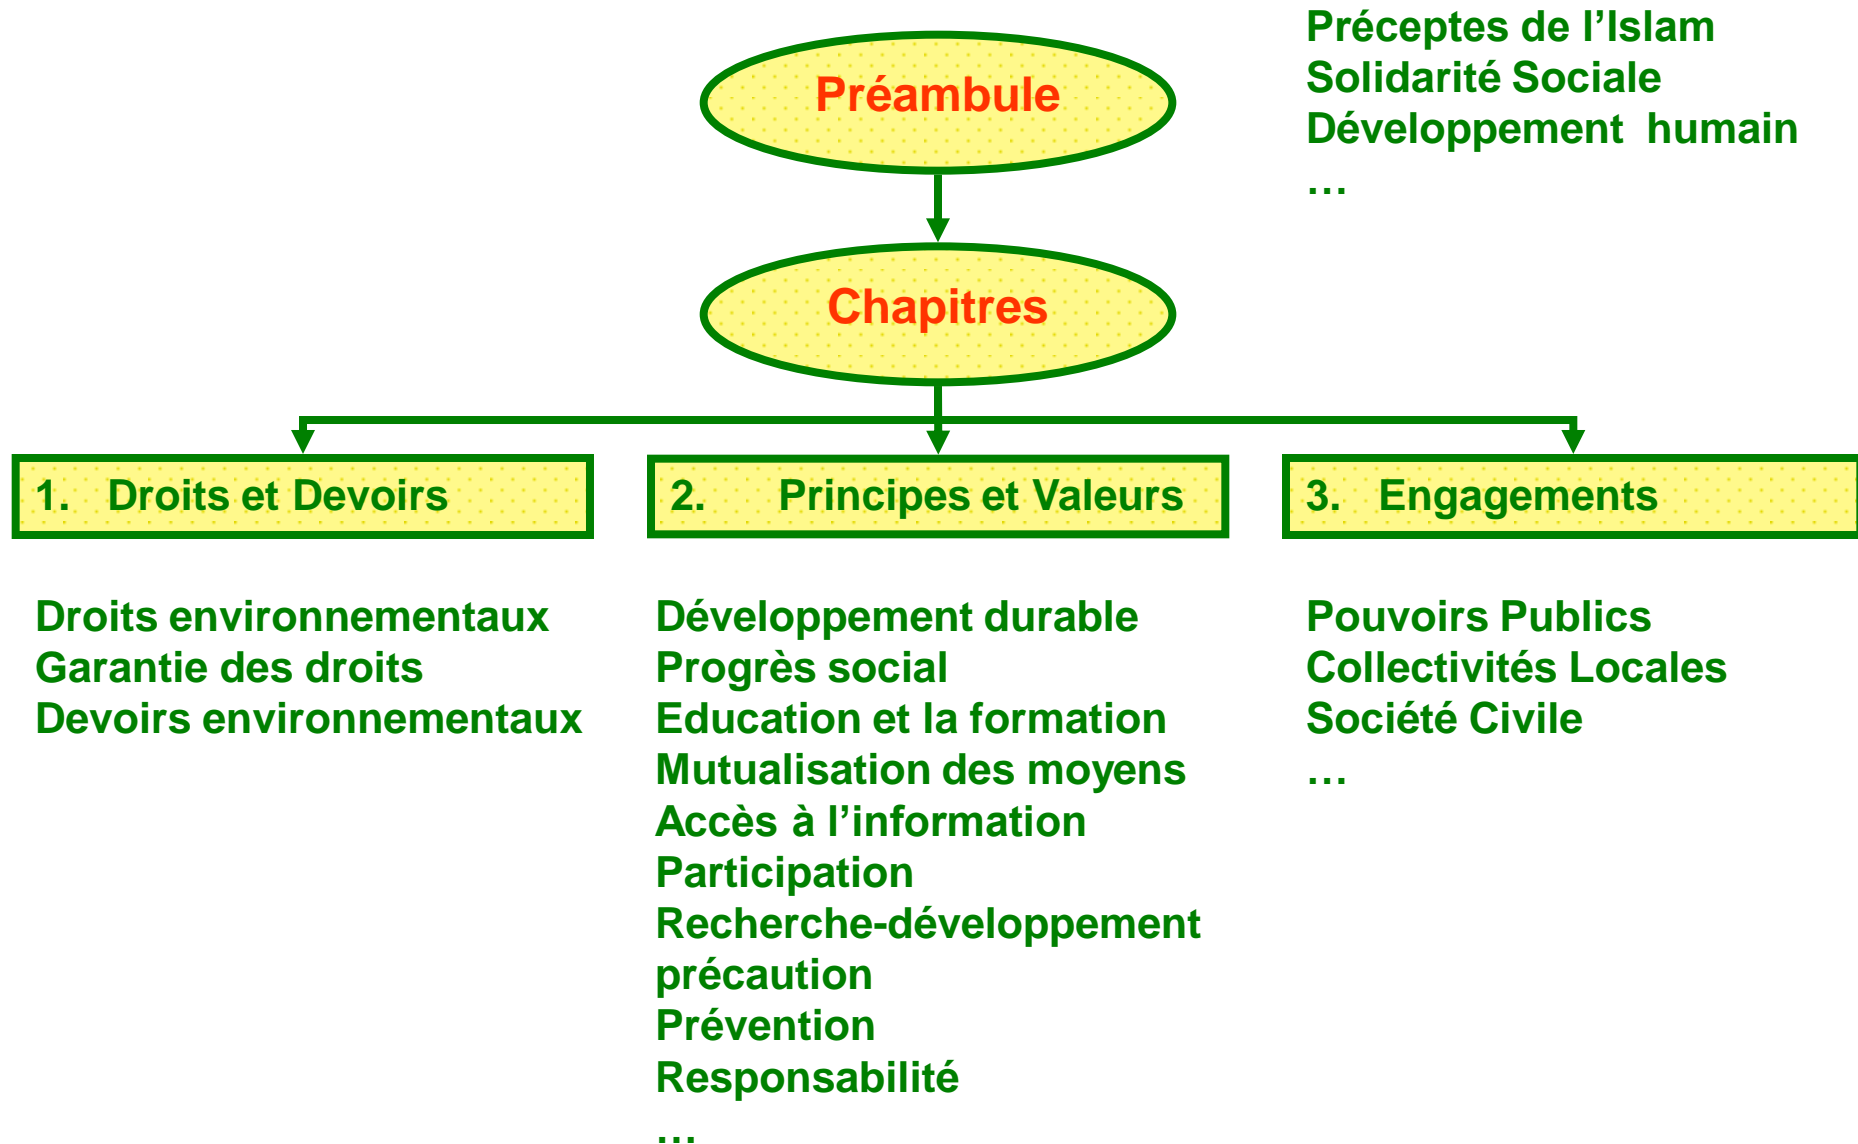 Préambule
Préceptes de l’Islam
Solidarité Sociale
Développement humain
…
Chapitres
1. Droits et Devoirs
Droits environnementaux
Garantie des droits
Devoirs environnementaux
2. Principes et Valeurs
Développement durable
Progrès social
Education et la formation
Mutualisation des moyens
Accès à l’information
Participation
Recherche-développement
précaution
Prévention
Responsabilité
…
3. Engagements
Pouvoirs Publics
Collectivités Locales
Société Civile
…